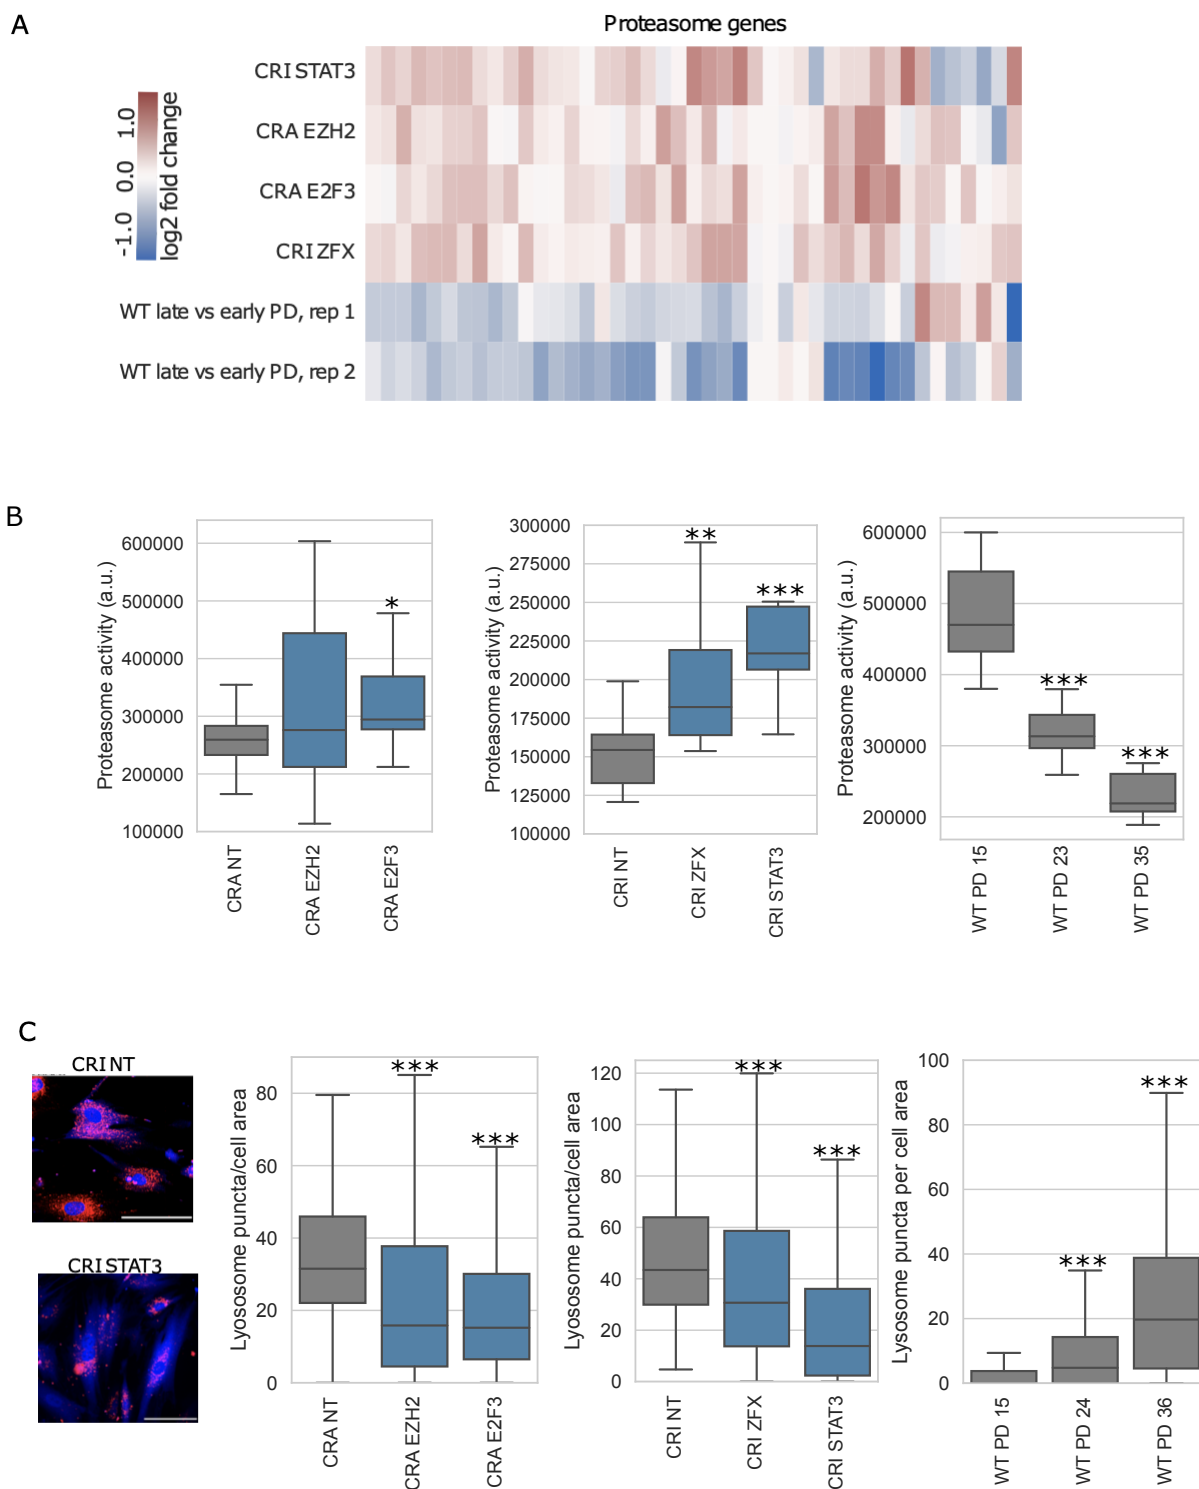 A
Proteasome genes
CRI STAT3
CRA EZH2
CRA E2F3
CRI ZFX
WT late vs early PD, rep 1
WT late vs early PD, rep 2
1.0
0.0
-1.0
log2 fold change
B
Proteasome activity (a.u.)
600000
500000
400000
300000
200000
100000
*
CRA NT
CRA EZH2
CRA E2F3
Proteasome activity (a.u.)
300000
275000
250000
225000
200000
175000
150000
125000
100000
**
***
CRI NT
CRI ZFX
CRI STAT3
Proteasome activity (a.u.)
600000
500000
400000
300000
200000
***
***
WT PD 15
WT PD 23
WT PD 35
C
CRI NT
CRI STAT3
Lyososome puncta/cell area
80
60
40
20
0
***
***
CRA NT
CRA EZH2
CRA E2F3
Lyososome puncta/cell area
120
100
80
60
40
20
0
***
***
CRI NT
CRI ZFX
CRI STAT3
Lysosome puncta per cell area
100
80
60
40
20
0
***
***
WT PD 15
WT PD 24
WT PD 36